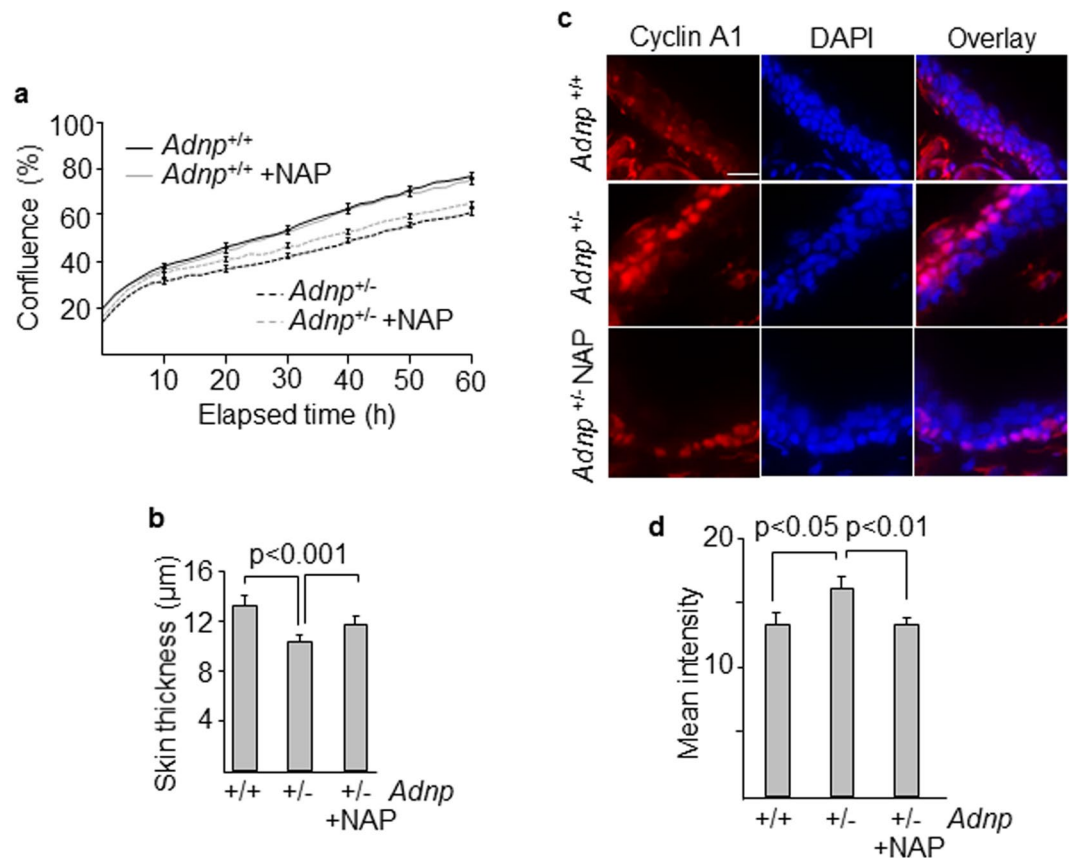 a
Confluence (%)
100
80
60
40
20
Adnp+/+
Adnp+/+ +NAP
Adnp+/-
Adnp+/- +NAP
10 20 30 40 50 60
Elapsed time (h)
b
Skin thickness (µm)
16
12
8
4
p<0.001
+/+ +/- +/- Adnp
+NAP
c
Cyclin A1 DAPI Overlay
Adnp +/+
Adnp +/-
Adnp +/- NAP
d
Mean intensity
20
10
p<0.05 p<0.01
+/+ +/- +/- Adnp
+NAP